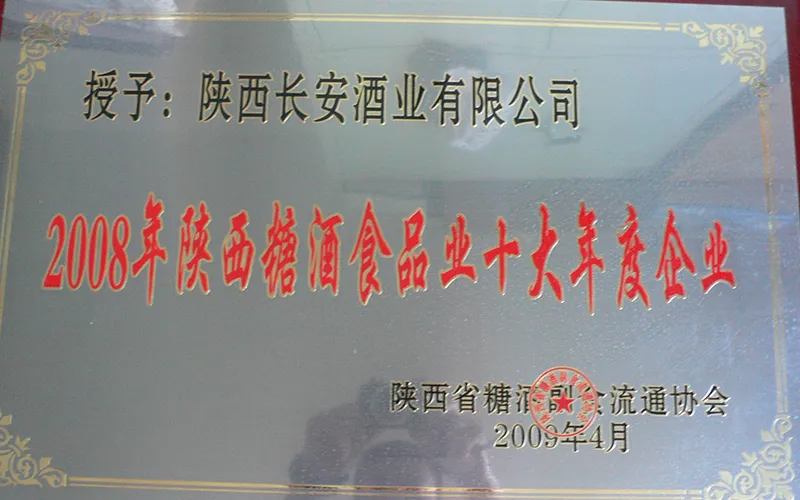 授予：陕西长安酒业有限公司
2008年陕西糖酒食品业十大年度企业
陕西省糖酒副食流通协会
2009年4月